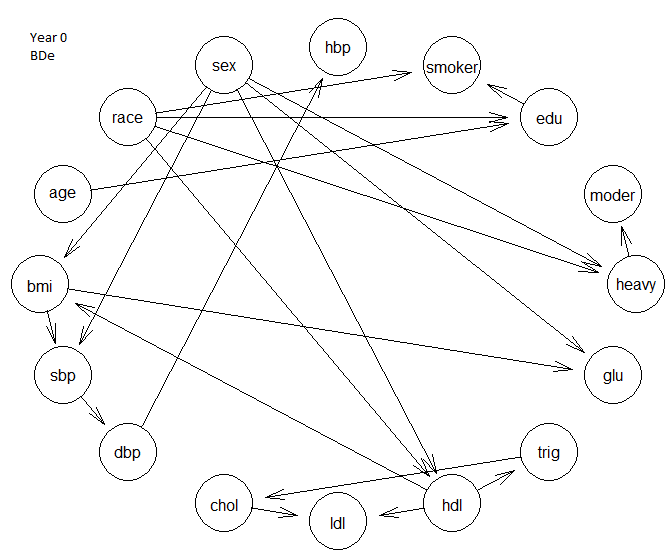 Year 0
BDe
hbp
sex
smoker
race
edu
age
moder
bmi
heavy
sbp
glu
dbp
trig
chol
hdl
ldl